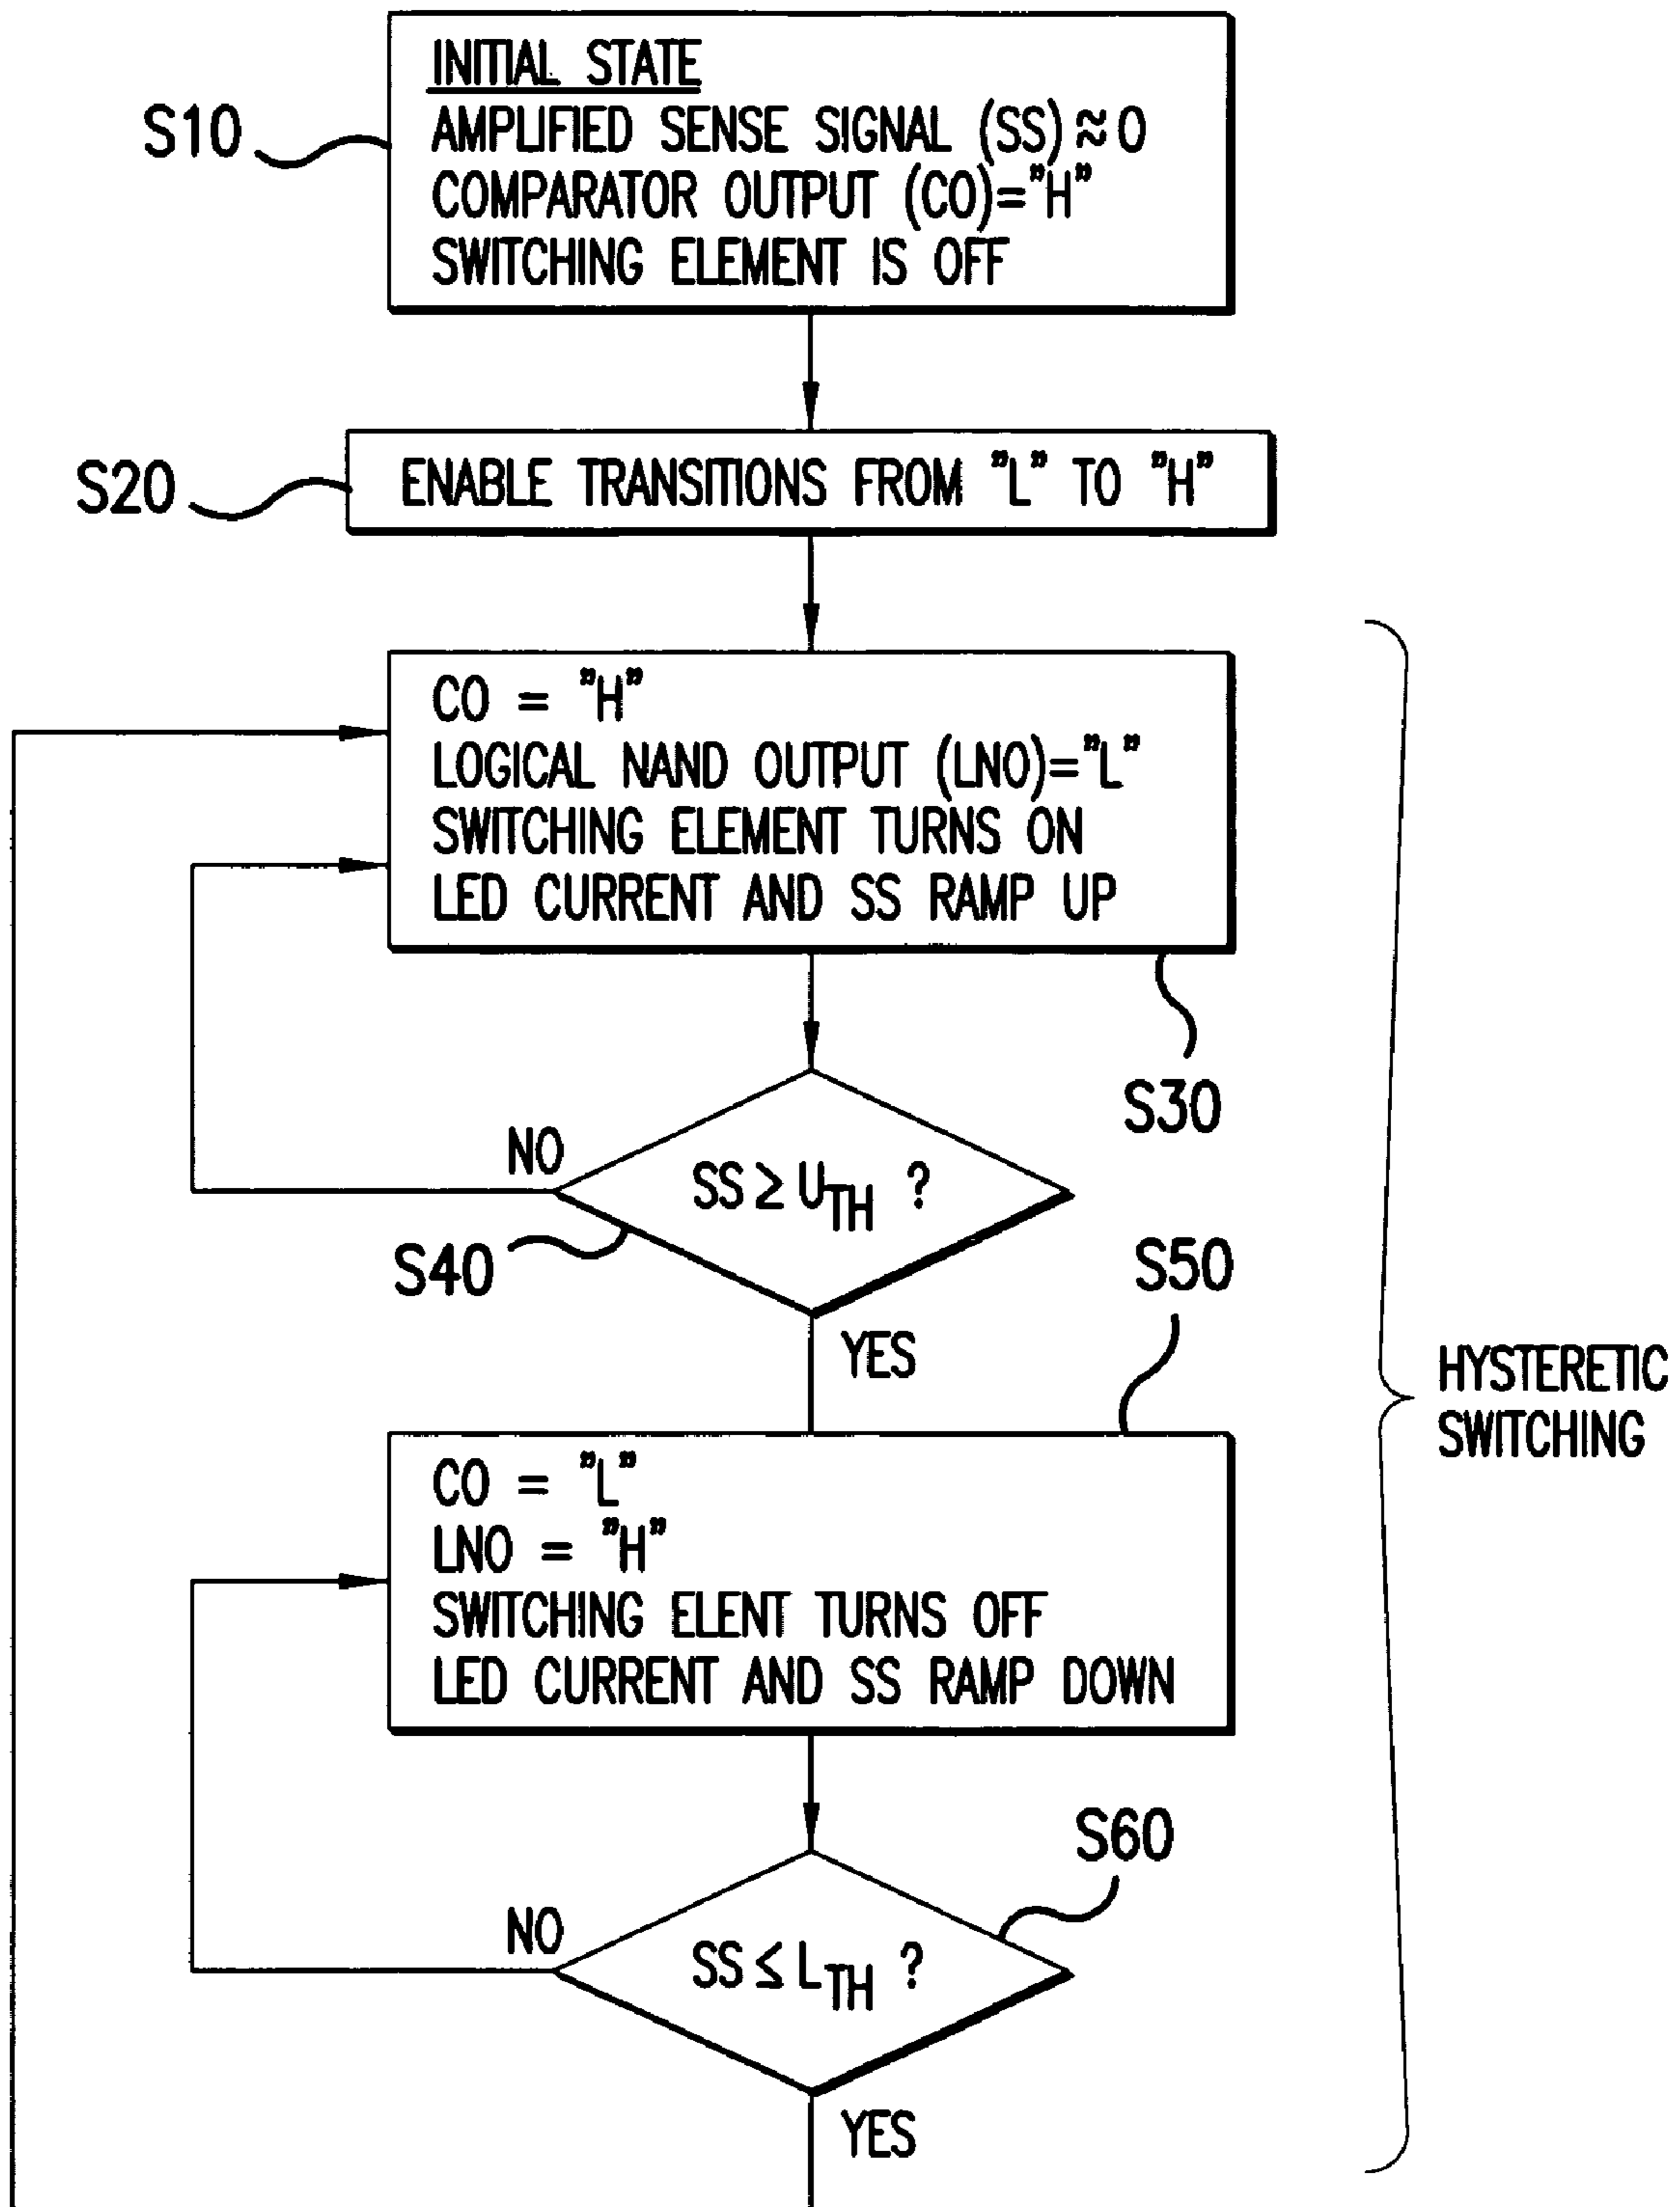 INITIAL STATE
S10
AMPLIFIED SENSE SIGNAL (SS)≈0
COMPARATOR OUTPUT (CO)="H"
SWITCHING ELEMENT IS OFF
S20
ENABLE TRANSITIONS FROM "L" TO "H"
CO = "H"
LOGICAL NAND OUTPUT (LNO)="L"
SWITCHING ELEMENT TURNS ON
LED CURRENT AND SS RAMP UP
S30
NO
SS ≥ U_TH ?
S40
YES
S50
HYSTERETIC
SWITCHING
CO = "L"
LNO = "H"
SWITCHING ELENT TURNS OFF
LED CURRENT AND SS RAMP DOWN
S60
NO
SS ≤ L_TH ?
YES